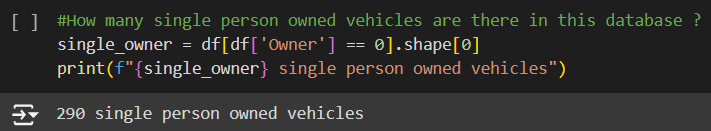 [ ] #How many single person owned vehicles are there in this database ?
single_owner = df[df['Owner'] == 0].shape[0]
print(f"{single_owner} single person owned vehicles")
290 single person owned vehicles